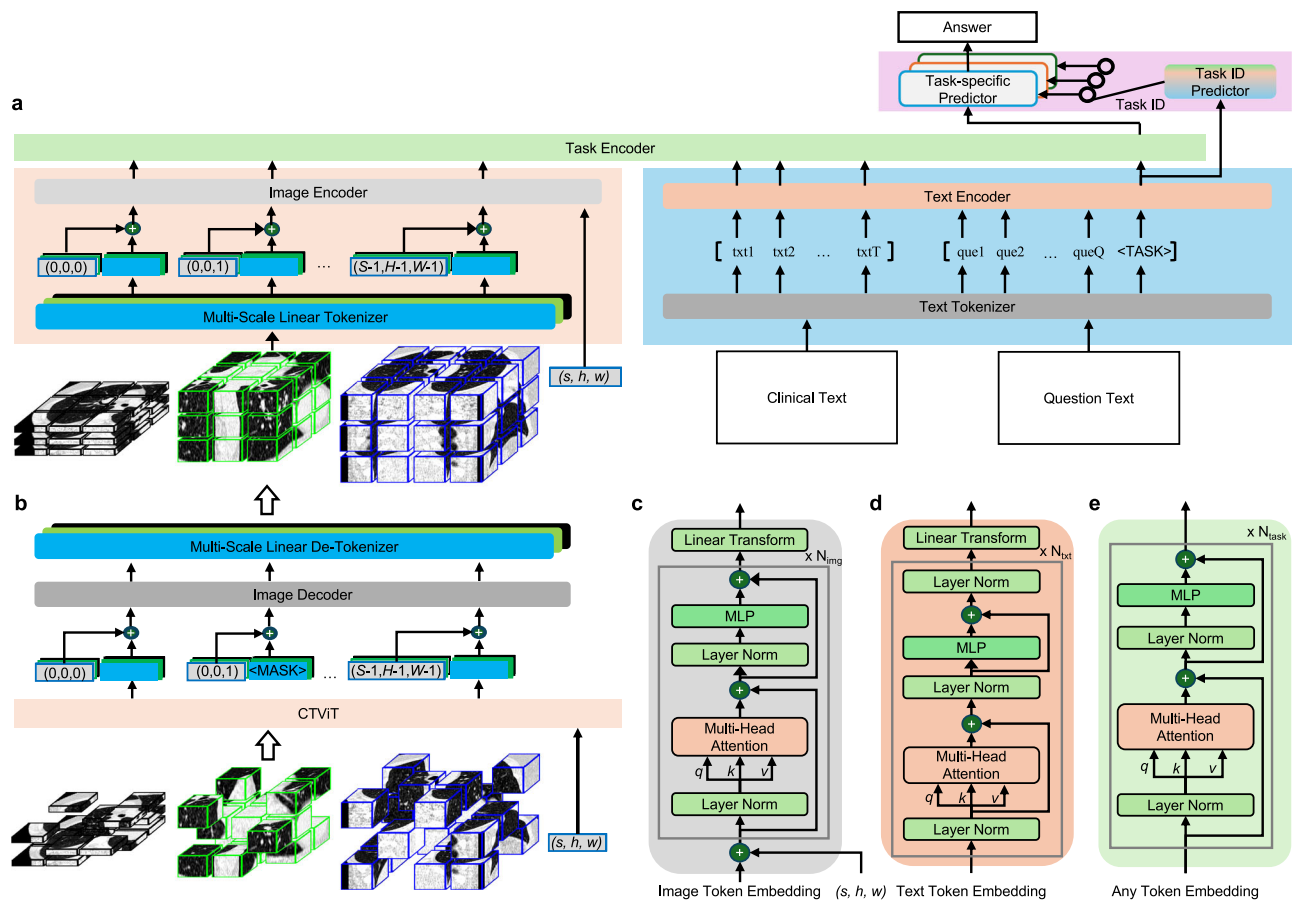 Answer
Task-specific
Predictor
Task ID
Predictor
Task ID
a
Task Encoder
Image Encoder
Text Encoder
(0,0,0)
(0,0,1)
...
(S-1,H-1,W-1)
[ txt1 txt2 ... txtT ]
[ que1 que2 ... queQ <TASK> ]
Multi-Scale Linear Tokenizer
Text Tokenizer
(s, h, w)
Clinical Text
Question Text
b
Multi-Scale Linear De-Tokenizer
Image Decoder
(0,0,0)
(0,0,1)
<MASK>
...
(S-1,H-1,W-1)
CTViT
(s, h, w)
c
Linear Transform
x Nimg
MLP
Layer Norm
Multi-Head
Attention
q k v
Layer Norm
Image Token Embedding
(s, h, w)
d
Linear Transform
x Ntxt
Layer Norm
MLP
Layer Norm
Multi-Head
Attention
q k v
Layer Norm
Text Token Embedding
e
x Ntask
MLP
Layer Norm
Multi-Head
Attention
q k v
Layer Norm
Any Token Embedding